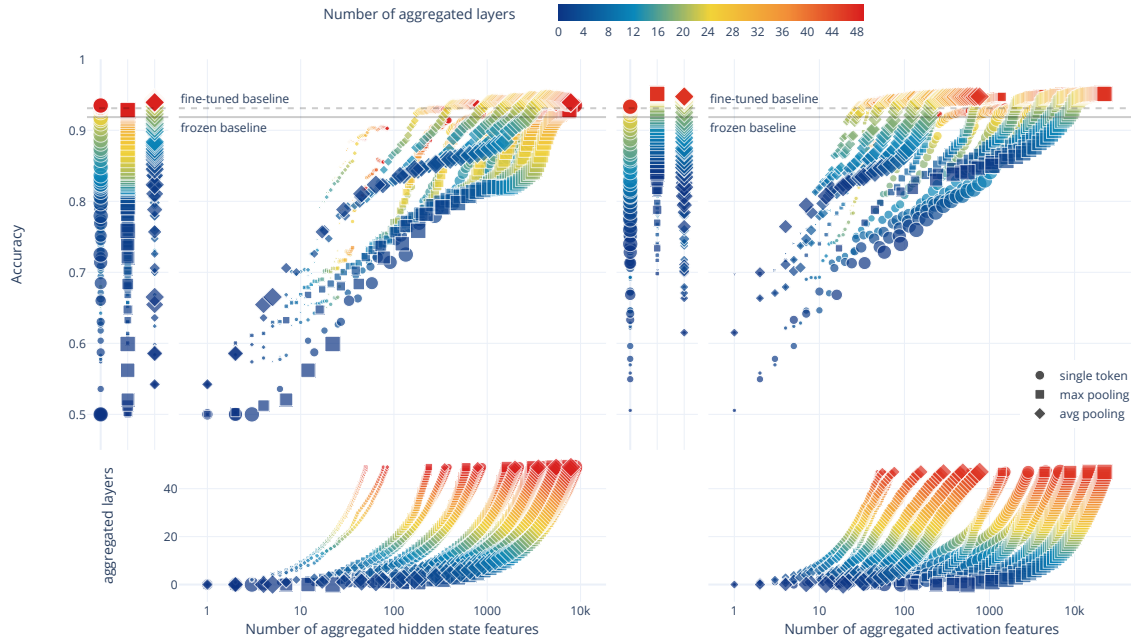 Number of aggregated layers
0 4 8 12 16 20 24 28 32 36 40 44 48
1
0.9
0.8
0.7
0.6
0.5
Accuracy
fine-tuned baseline
frozen baseline
fine-tuned baseline
frozen baseline
single token
max pooling
avg pooling
aggregated layers
40
20
0
1 10 100 1000 10k
Number of aggregated hidden state features
1 10 100 1000 10k
Number of aggregated activation features